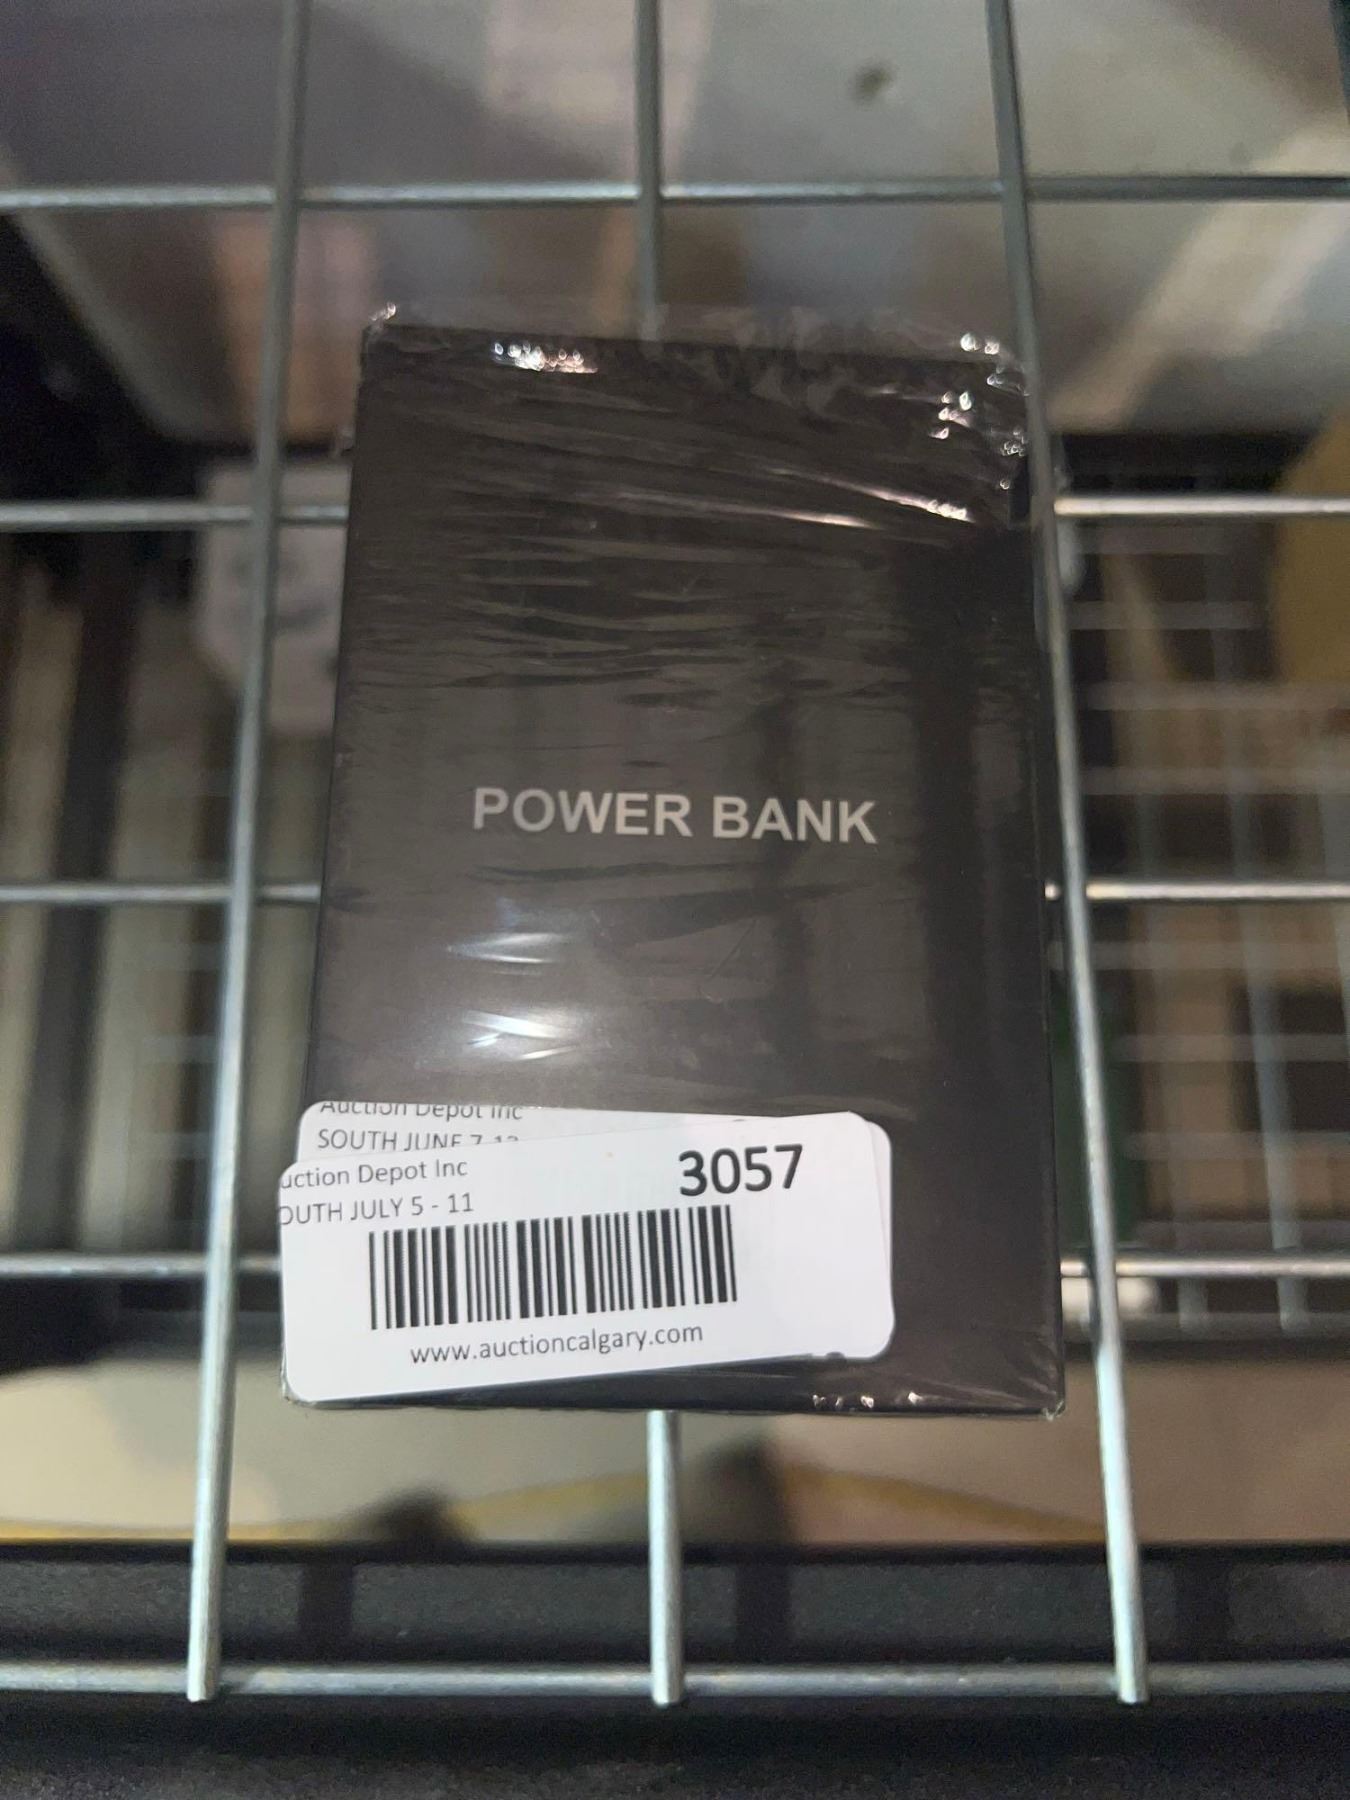 POWER BANK
Auction Depot Inc
SOUTH JUNE 7-
uction Depot Inc
3057
OUTH JULY 5 - 11
www.auctioncalgary.com